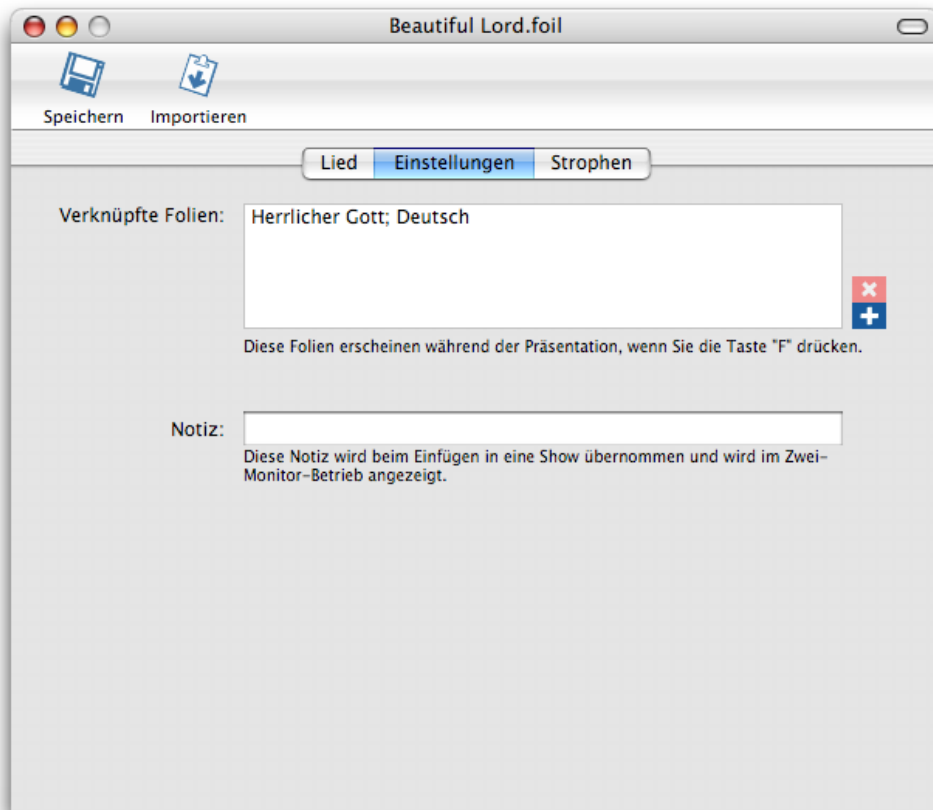 Beautiful Lord.foil
Speichern Importieren
Lied Einstellungen Strophen
Verknüpfte Folien: Herrlicher Gott; Deutsch
Diese Folien erscheinen während der Präsentation, wenn Sie die Taste "F" drücken.
Notiz:
Diese Notiz wird beim Einfügen in eine Show übernommen und wird im Zwei-
Monitor-Betrieb angezeigt.